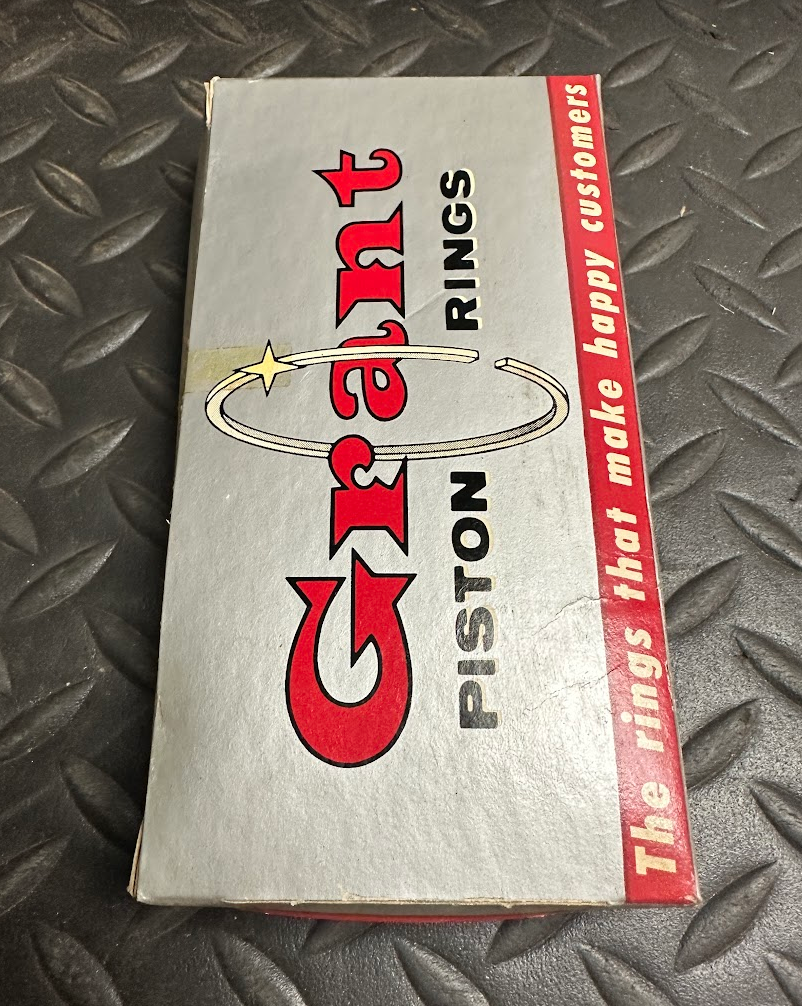 Grant
PISTON RINGS
The rings that make happy customers